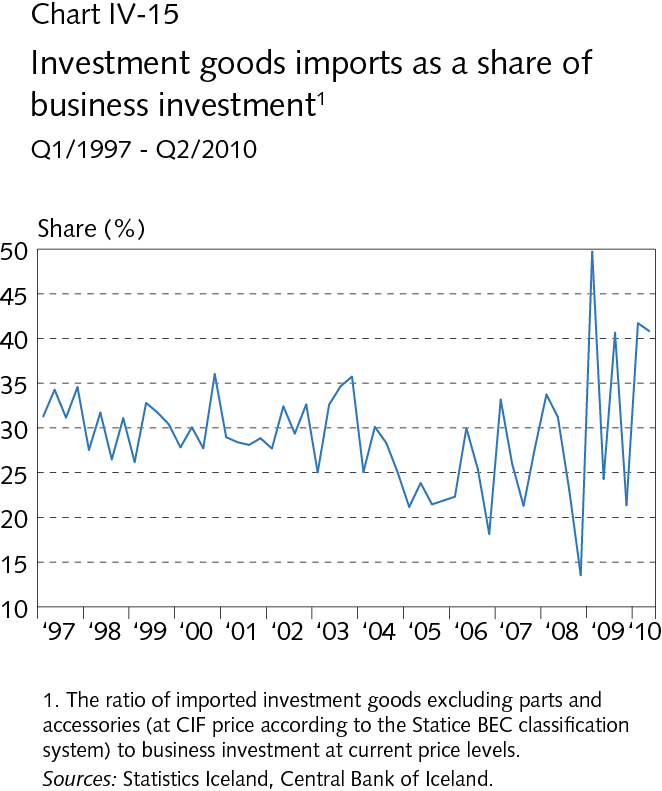 Chart IV-15
Investment goods imports as a share of
business investment¹
Q1/1997 - Q2/2010
Share (%)
50
45
40
35
30
25
20
15
10
‘97 ‘98 ‘99 ‘00 ‘01 ‘02 ‘03 ‘04 ‘05 ‘06 ‘07 ‘08 ‘09 ‘10
1. The ratio of imported investment goods excluding parts and
accessories (at CIF price according to the Statice BEC classification
system) to business investment at current price levels.
Sources: Statistics Iceland, Central Bank of Iceland.